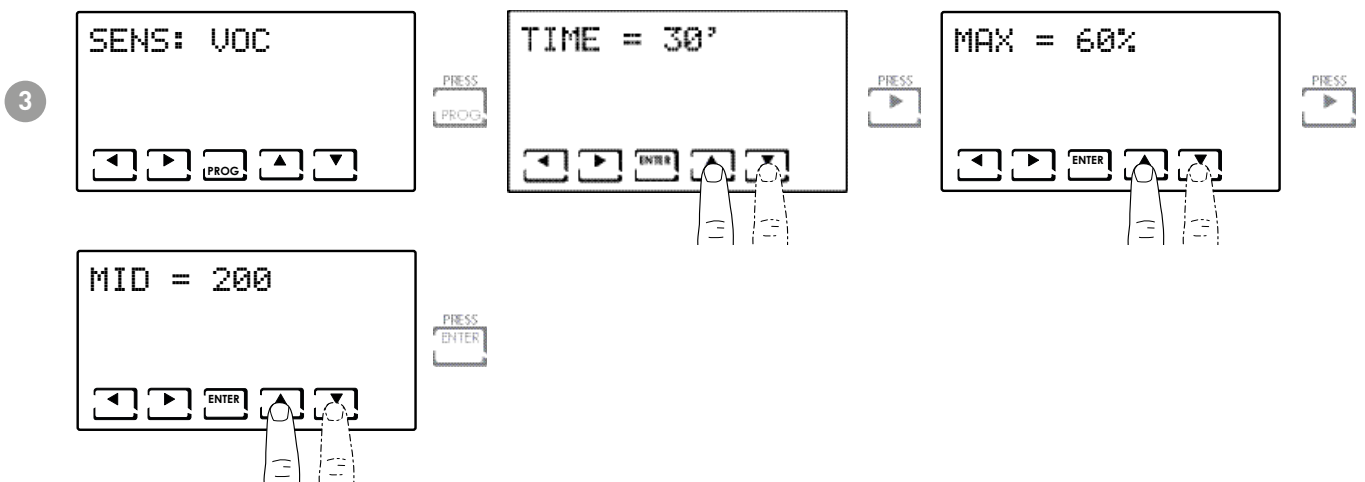 SENS: VOC
PROG
PRESS
PROG
TIME = 30’
ENTER
PRESS
MAX = 60%
ENTER
PRESS
3
MID = 200
ENTER
PRESS
ENTER